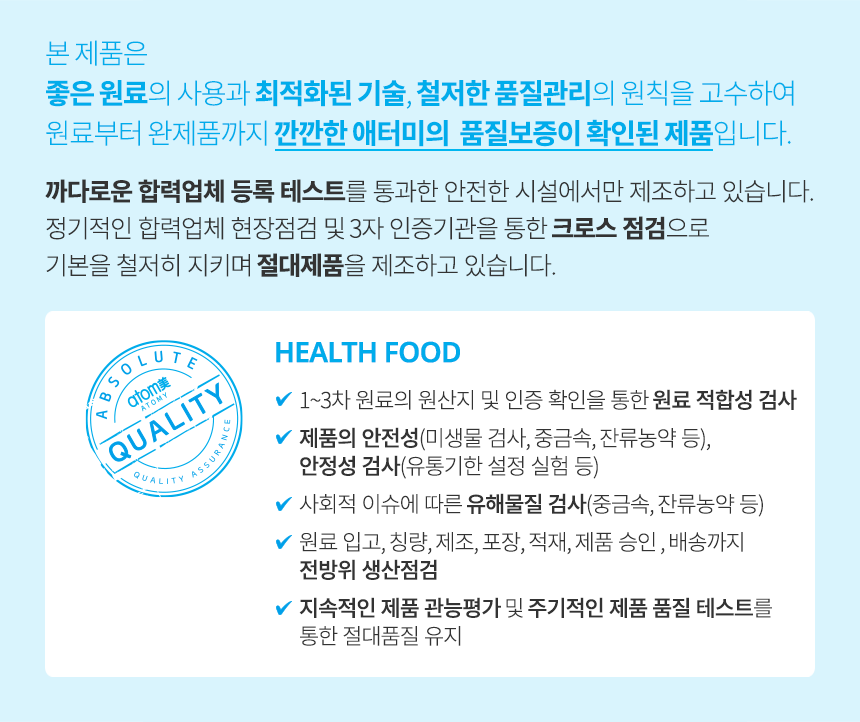 본 제품은
좋은 원료의 사용과 최적화된 기술, 철저한 품질관리의 원칙을 고수하여
원료부터 완제품까지 깐깐한 애터미의 품질보증이 확인된 제품입니다.
까다로운 합력업체 등록 테스트를 통과한 안전한 시설에서만 제조하고 있습니다.
정기적인 합력업체 현장점검 및 3자 인증기관을 통한 크로스 점검으로
기본을 철저히 지키며 절대제품을 제조하고 있습니다.
ABSOLUTE
atom美
ATOMY
QUALITY
QUALITY ASSURANCE
HEALTH FOOD
✔ 1~3차 원료의 원산지 및 인증 확인을 통한 원료 적합성 검사
✔ 제품의 안전성(미생물 검사, 중금속, 잔류농약 등),
안정성 검사(유통기한 설정 실험 등)
✔ 사회적 이슈에 따른 유해물질 검사(중금속, 잔류농약 등)
✔ 원료 입고, 칭량, 제조, 포장, 적재, 제품 승인 , 배송까지
전방위 생산점검
✔ 지속적인 제품 관능평가 및 주기적인 제품 품질 테스트를
통한 절대품질 유지